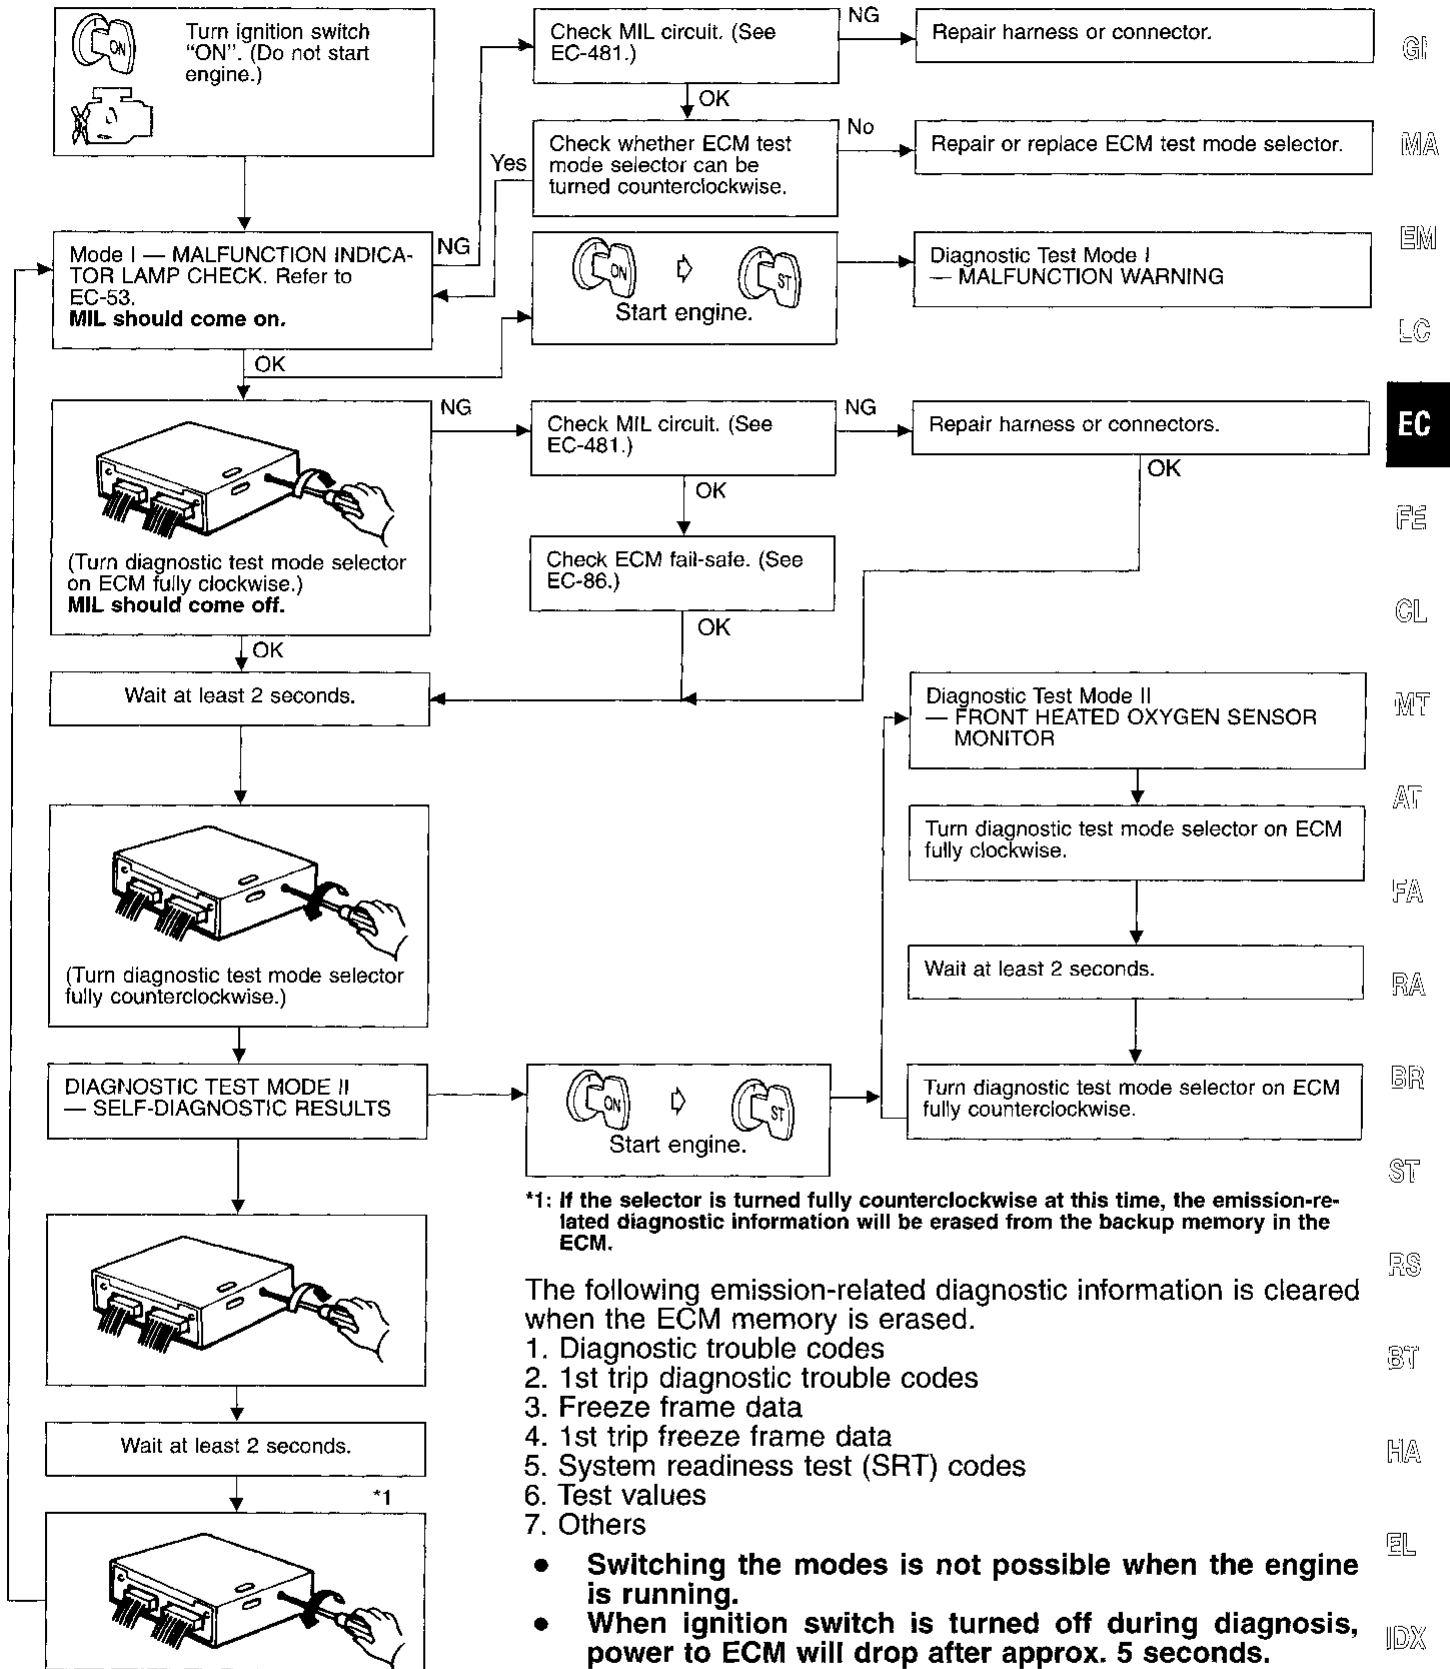 Turn ignition switch
“ON”. (Do not start
engine.)
ON
Check MIL circuit. (See
EC-481.)
NG
Repair harness or connector.
OK
Check whether ECM test
mode selector can be
turned counterclockwise.
Yes
No
Repair or replace ECM test mode selector.
Mode I — MALFUNCTION INDICA-
TOR LAMP CHECK. Refer to
EC-53.
MIL should come on.
NG
OK
ON
ST
Start engine.
Diagnostic Test Mode I
— MALFUNCTION WARNING
(Turn diagnostic test mode selector
on ECM fully clockwise.)
MIL should come off.
NG
OK
Check MIL circuit. (See
EC-481.)
NG
OK
Repair harness or connectors.
OK
Check ECM fail-safe. (See
EC-86.)
OK
Wait at least 2 seconds.
(Turn diagnostic test mode selector
fully counterclockwise.)
DIAGNOSTIC TEST MODE II
— SELF-DIAGNOSTIC RESULTS
ON
ST
Start engine.
Diagnostic Test Mode II
— FRONT HEATED OXYGEN SENSOR
MONITOR
Turn diagnostic test mode selector on ECM
fully clockwise.
Wait at least 2 seconds.
Turn diagnostic test mode selector on ECM
fully counterclockwise.
Wait at least 2 seconds.
*1
*1: If the selector is turned fully counterclockwise at this time, the emission-re-
lated diagnostic information will be erased from the backup memory in the
ECM.
The following emission-related diagnostic information is cleared
when the ECM memory is erased.
1. Diagnostic trouble codes
2. 1st trip diagnostic trouble codes
3. Freeze frame data
4. 1st trip freeze frame data
5. System readiness test (SRT) codes
6. Test values
7. Others
● Switching the modes is not possible when the engine
is running.
● When ignition switch is turned off during diagnosis,
power to ECM will drop after approx. 5 seconds.
GI
MA
EM
LC
EC
FE
CL
MT
AT
FA
RA
BR
ST
RS
BT
HA
EL
IDX